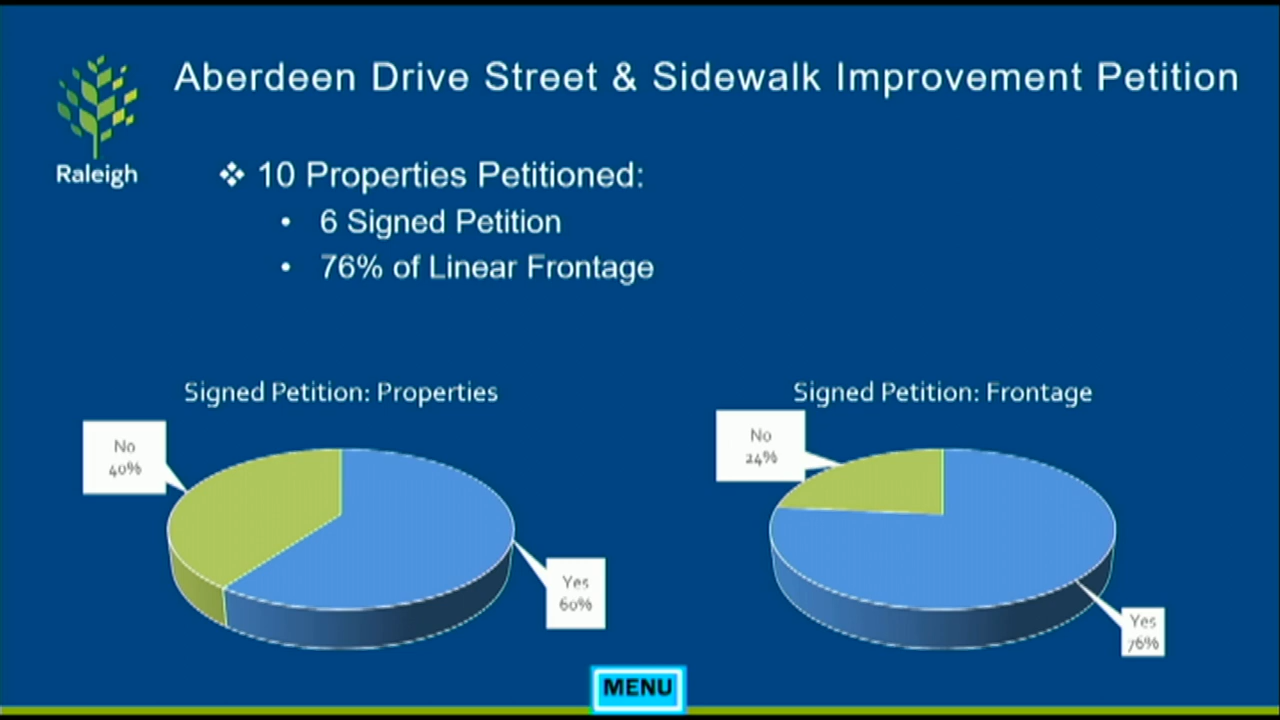 Aberdeen Drive Street & Sidewalk Improvement Petition
Raleigh
❖ 10 Properties Petitioned:
• 6 Signed Petition
• 76% of Linear Frontage
Signed Petition: Properties
No
40%
Yes
60%
Signed Petition: Frontage
No
24%
Yes
76%
MENU